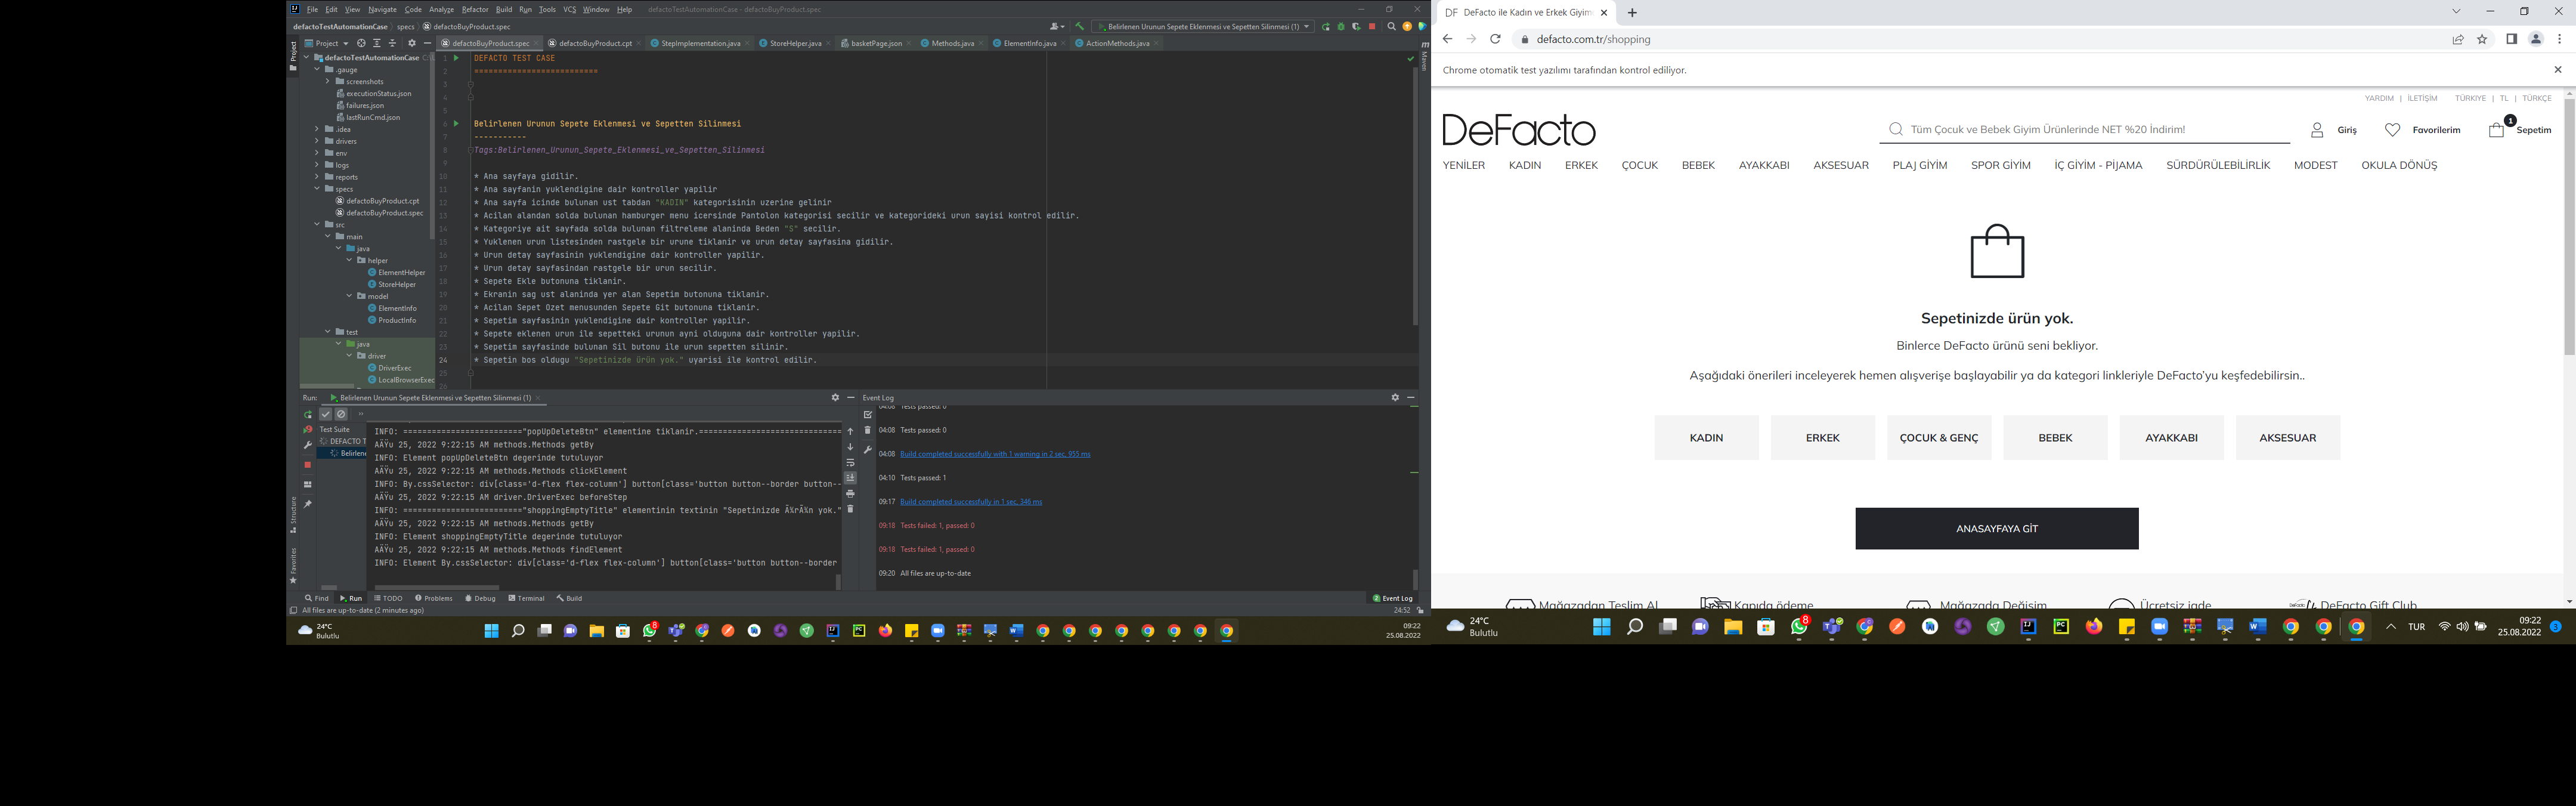 File Edit View Navigate Code Analyze Refactor Build Run Tools VCS Window Help defactoTestAutomationCase - defactoBuyProduct.spec
defactoTestAutomationCase specs defactoBuyProduct.spec
Belirlenen Urunun Sepete Eklenmesi ve Sepetten Silinmesi (1)
Project
defactoBuyProduct.spec defactoBuyProduct.cpt StepImplementation.java StoreHelper.java basketPage.json Methods.java ElementInfo.java ActionMethods.java
Project
Structure
Favorites
Maven
defactoTestAutomationCase
.gauge
screenshots
executionStatus.json
failures.json
lastRunCmd.json
.idea
drivers
env
logs
reports
specs
defactoBuyProduct.cpt
defactoBuyProduct.spec
src
main
java
helper
ElementHelper
StoreHelper
model
ElementInfo
ProductInfo
test
java
driver
DriverExec
LocalBrowserExec
1 DEFACTO TEST CASE
2 ==========================
3
4
5
6 Belirlenen Urunun Sepete Eklenmesi ve Sepetten Silinmesi
7 -----------
8 Tags:Belirlenen_Urunun_Sepete_Eklenmesi_ve_Sepetten_Silinmesi
9
10 * Ana sayfaya gidilir.
11 * Ana sayfanin yuklendigine dair kontroller yapilir
12 * Ana sayfa icinde bulunan ust tabdan "KADIN" kategorisinin uzerine gelinir
13 * Acilan alandan solda bulunan hamburger menu icersinde Pantolon kategorisi secilir ve kategorideki urun sayisi kontrol edilir.
14 * Kategoriye ait sayfada solda bulunan filtreleme alaninda Beden "S" secilir.
15 * Yuklenen urun listesinden rastgele bir urune tiklanir ve urun detay sayfasina gidilir.
16 * Urun detay sayfasinin yuklendigine dair kontroller yapilir.
17 * Urun detay sayfasindan rastgele bir urun secilir.
18 * Sepete Ekle butonuna tiklanir.
19 * Ekranin sag ust alaninda yer alan Sepetim butonuna tiklanir.
20 * Acilan Sepet Ozet menusunden Sepete Git butonuna tiklanir.
21 * Sepetim sayfasinin yuklendigine dair kontroller yapilir.
22 * Sepete eklenen urun ile sepetteki urunun ayni olduguna dair kontroller yapilir.
23 * Sepetim sayfasinde bulunan Sil butonu ile urun sepetten silinir.
24 * Sepetin bos oldugu "Sepetinizde Ürün yok." uyarisi ile kontrol edilir.
25
26
Run: Belirlenen Urunun Sepete Eklenmesi ve Sepetten Silinmesi (1)
Test Suite
DEFACTO T
Belirlene
INFO: ========================="popUpDeleteBtn" elementine tiklanir.==============================
AÄŸu 25, 2022 9:22:15 AM methods.Methods getBy
INFO: Element popUpDeleteBtn degerinde tutuluyor
AÄŸu 25, 2022 9:22:15 AM methods.Methods clickElement
INFO: By.cssSelector: div[class='d-flex flex-column'] button[class='button button--border button--
AÄŸu 25, 2022 9:22:15 AM driver.DriverExec beforeStep
INFO: ========================="shoppingEmptyTitle" elementinin textinin "Sepetinizde Ã¼rÃ¼n yok."
AÄŸu 25, 2022 9:22:15 AM methods.Methods getBy
INFO: Element shoppingEmptyTitle degerinde tutuluyor
AÄŸu 25, 2022 9:22:15 AM methods.Methods findElement
INFO: Element By.cssSelector: div[class='d-flex flex-column'] button[class='button button--border
Event Log
04:08 Tests passed: 0
04:08 Tests passed: 0
04:08 Build completed successfully with 1 warning in 2 sec, 955 ms
04:10 Tests passed: 1
09:17 Build completed successfully in 1 sec, 346 ms
09:18 Tests failed: 1, passed: 0
09:18 Tests failed: 1, passed: 0
09:20 All files are up-to-date
Find Run TODO Problems Debug Terminal Build
2 Event Log
All files are up-to-date (2 minutes ago)
24:52
24°C
Bulutlu
8
09:22
25.08.2022
DF DeFacto ile Kadın ve Erkek Giyim
defacto.com.tr/shopping
Chrome otomatik test yazılımı tarafından kontrol ediliyor.
YARDIM | İLETİŞİM TÜRKIYE | TL | TÜRKÇE
DeFacto
Tüm Çocuk ve Bebek Giyim Ürünlerinde NET %20 İndirim!
Giriş Favorilerim 1 Sepetim
YENİLER KADIN ERKEK ÇOCUK BEBEK AYAKKABI AKSESUAR PLAJ GİYİM SPOR GİYİM İÇ GİYİM - PİJAMA SÜRDÜRÜLEBİLİRLİK MODEST OKULA DÖNÜŞ
Sepetinizde ürün yok.
Binlerce DeFacto ürünü seni bekliyor.
Aşağıdaki önerileri inceleyerek hemen alışverişe başlayabilir ya da kategori linkleriyle DeFacto'yu keşfedebilirsin..
KADIN ERKEK ÇOCUK & GENÇ BEBEK AYAKKABI AKSESUAR
ANASAYFAYA GİT
Mağazadan Teslim Al Kapıda ödeme Mağazada Değişim Ücretsiz iade DeFacto Gift Club
24°C
Bulutlu
8
TUR
09:22
25.08.2022
3